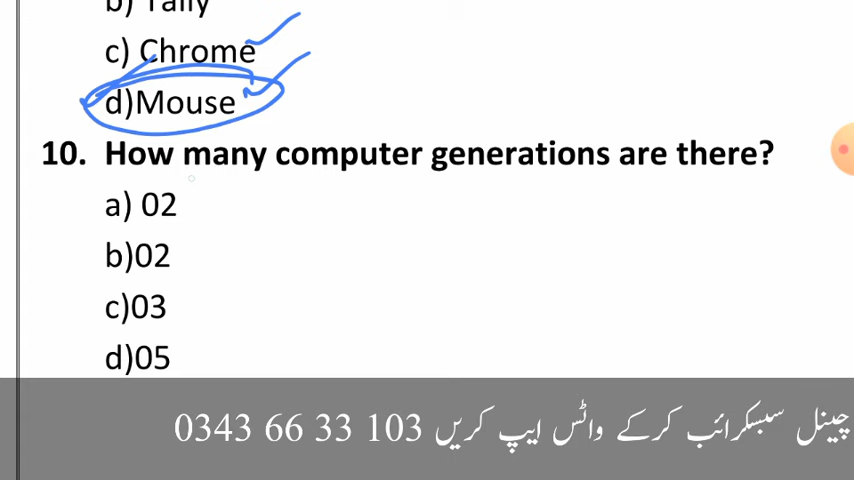 b) Tally
c) Chrome
d)Mouse
10. How many computer generations are there?
a) 02
b)02
c)03
d)05
چینل سبسکرائب کرکے واٹس ایپ کریں 103 33 66 0343